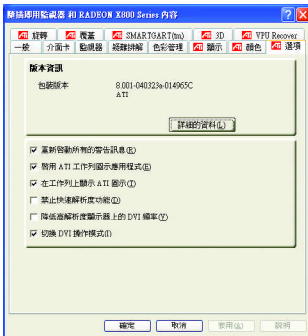 隨插即用監視器 和 RADEON X800 Series 內容
旋轉 覆蓋 SMARTGART(tm) 3D VPU Recover
一般 介面卡 監視器 疑難排解 色彩管理 顯示 顏色 選項
版本資訊
包裝版本 8.001-040323a-014965C
ATI
詳細的資料(L)
重新啟動所有的警告訊息(R)
啟用 ATI 工作列圖示應用程式(E)
在工作列上顯示 ATI 圖示(T)
禁止快速解析度功能(D)
降低高解析度顯示器上的 DVI 頻率(V)
切換 DVI 操作模式(I)
確定 取消 套用(A) 說明